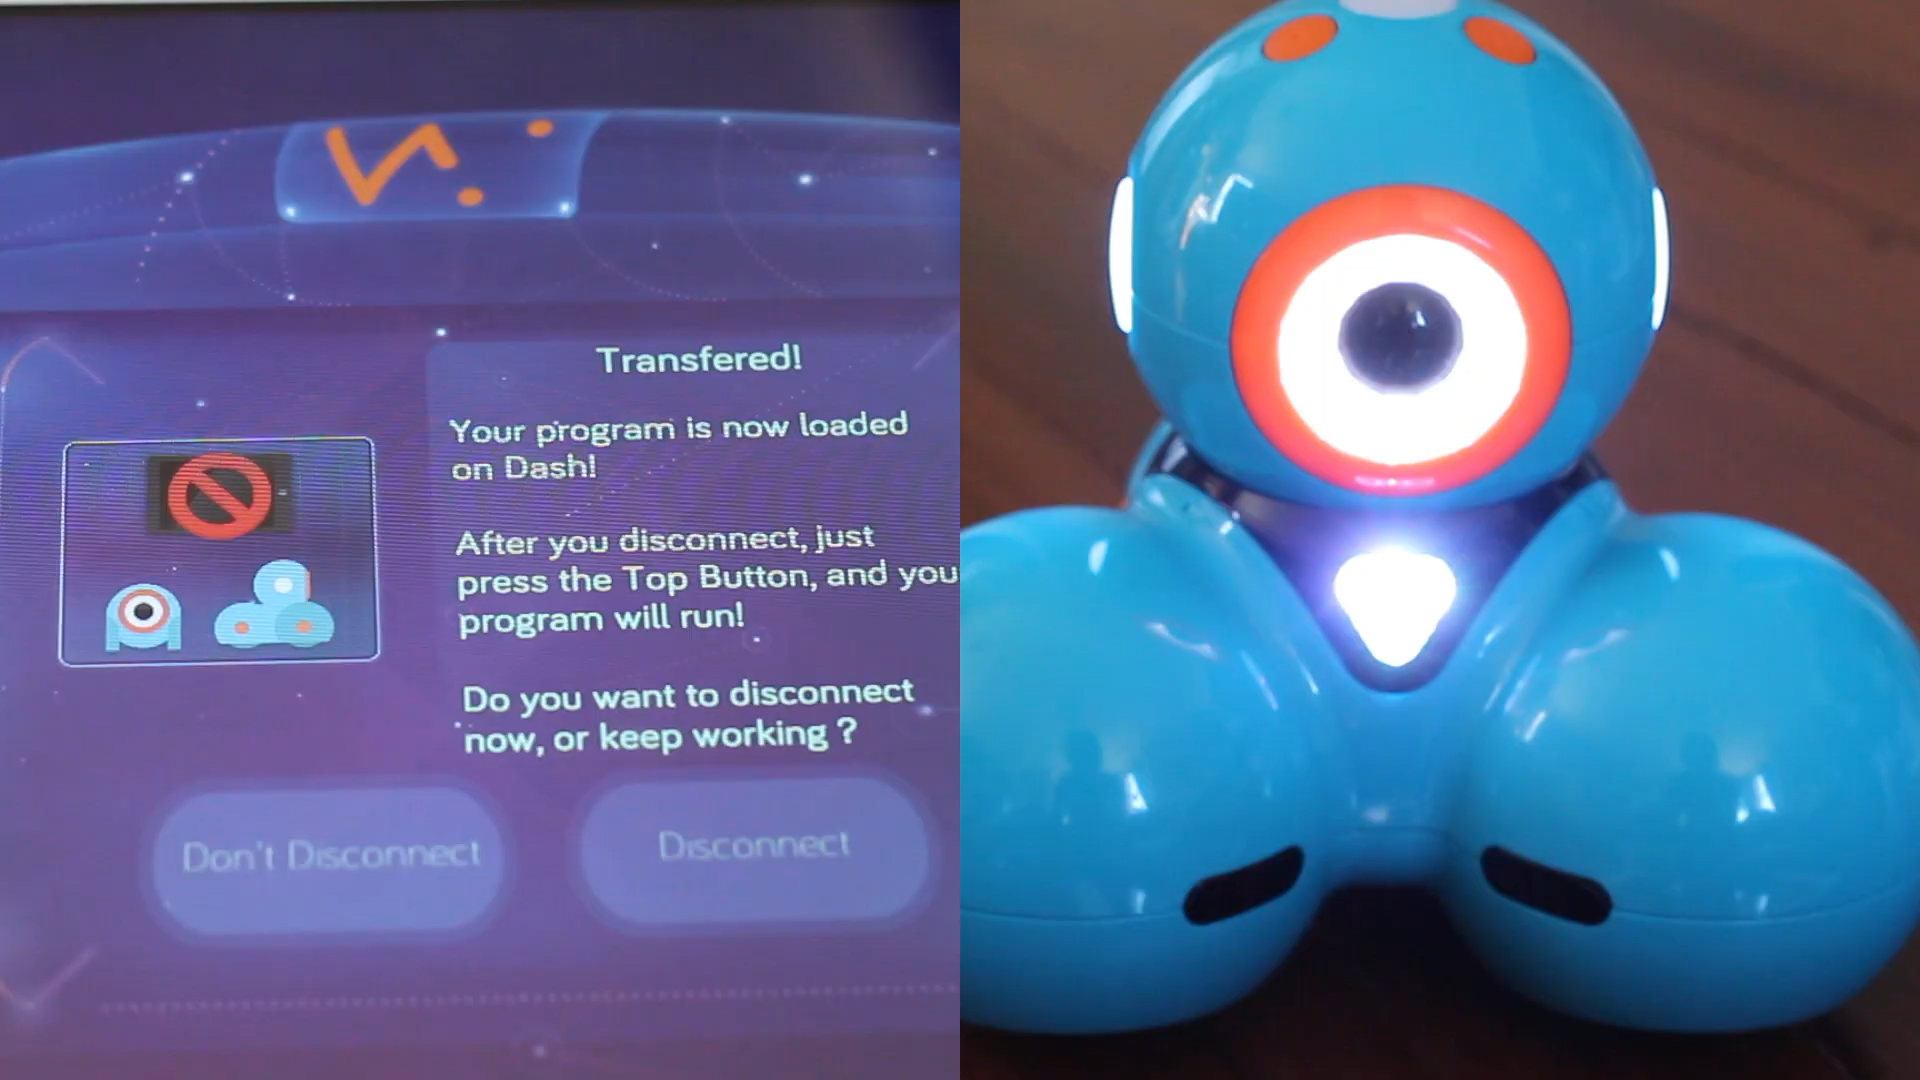 Transfered!
Your program is now loaded
on Dash!
After you disconnect, just
press the Top Button, and you
program will run!
Do you want to disconnect
now, or keep working ?
Don't Disconnect
Disconnect